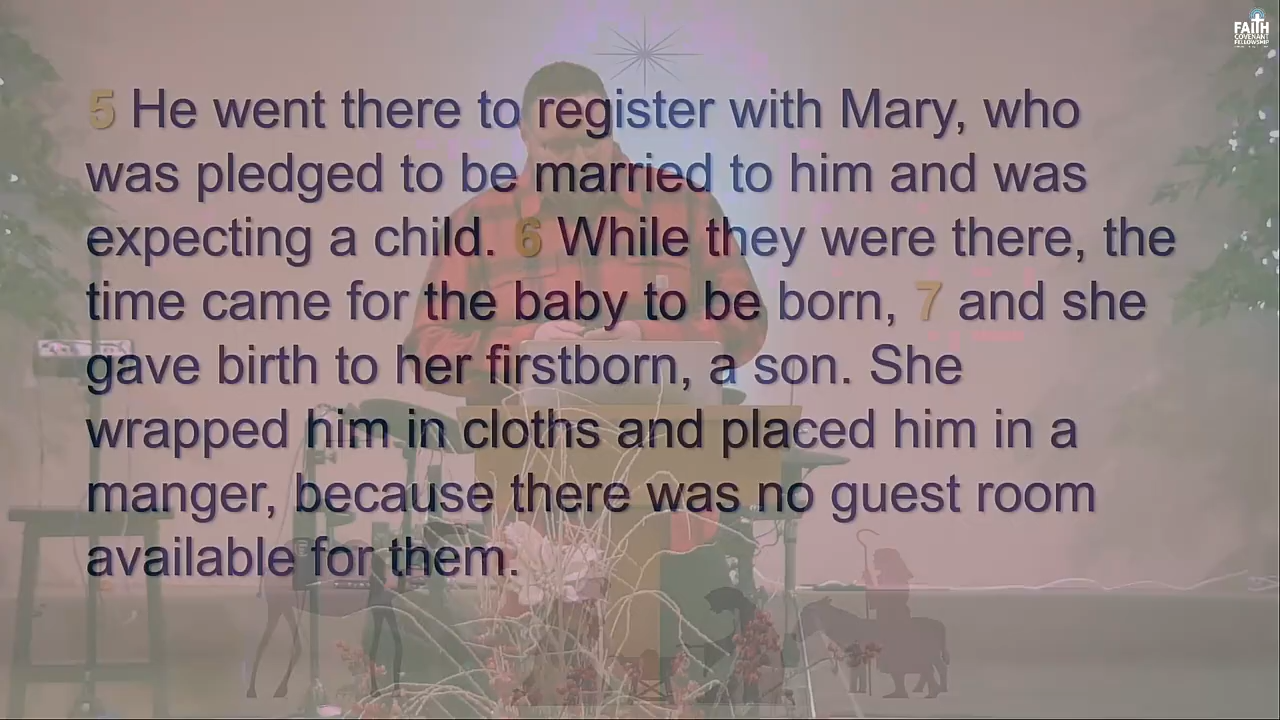 FAITH
COVENANT
FELLOWSHIP
5 He went there to register with Mary, who
was pledged to be married to him and was
expecting a child. 6 While they were there, the
time came for the baby to be born, 7 and she
gave birth to her firstborn, a son. She
wrapped him in cloths and placed him in a
manger, because there was no guest room
available for them.